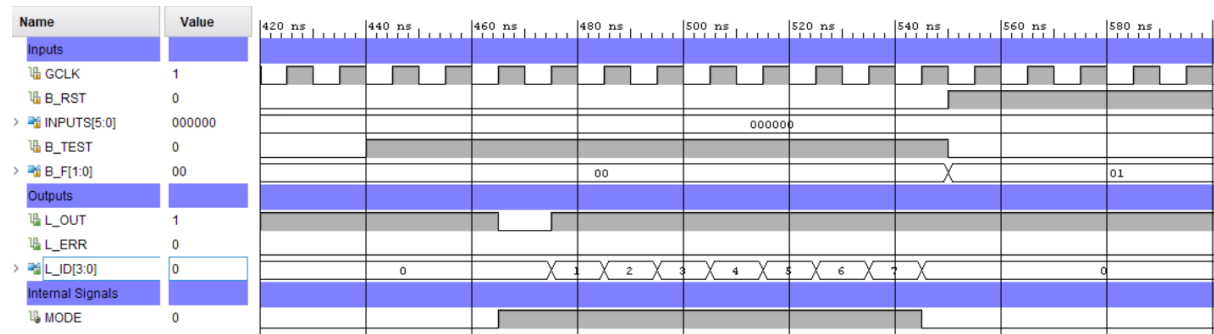 Name Value 420 ns 440 ns 460 ns 480 ns 500 ns 520 ns 540 ns 560 ns 580 ns
Inputs
GCLK 1
B_RST 0
INPUTS[5:0] 000000 000000
B_TEST 0
B_F[1:0] 00 00 01
Outputs
L_OUT 1
L_ERR 0
L_ID[3:0] 0 0 1 2 3 4 5 6 7 0
Internal Signals
MODE 0